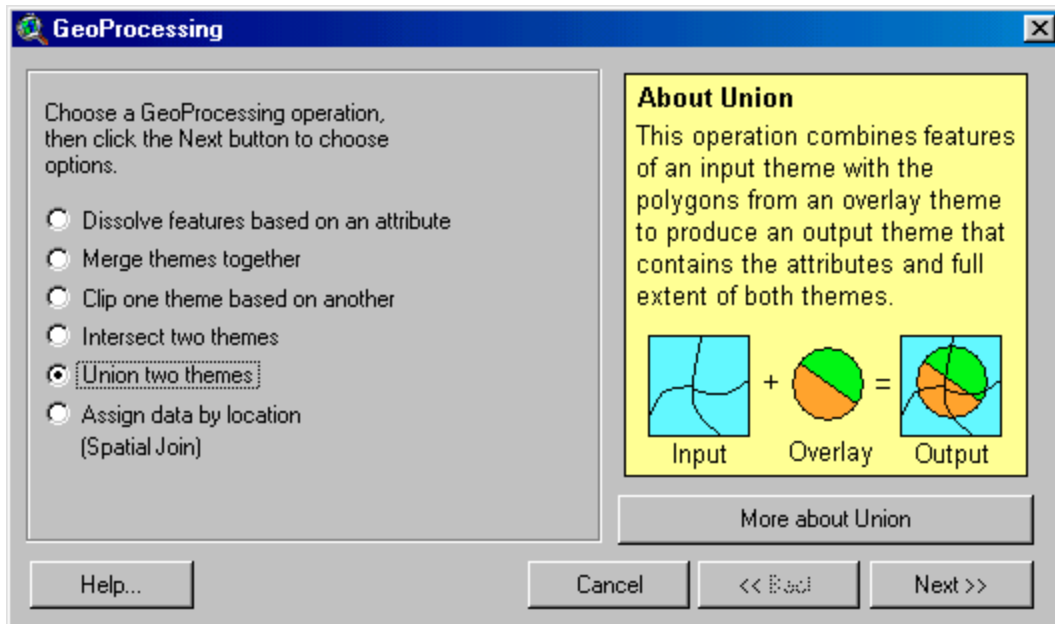 GeoProcessing
Choose a GeoProcessing operation,
then click the Next button to choose
options.
Dissolve features based on an attribute
Merge themes together
Clip one theme based on another
Intersect two themes
Union two themes
Assign data by location
(Spatial Join)
About Union
This operation combines features
of an input theme with the
polygons from an overlay theme
to produce an output theme that
contains the attributes and full
extent of both themes.
+ =
Input Overlay Output
More about Union
Help... Cancel << Back Next >>